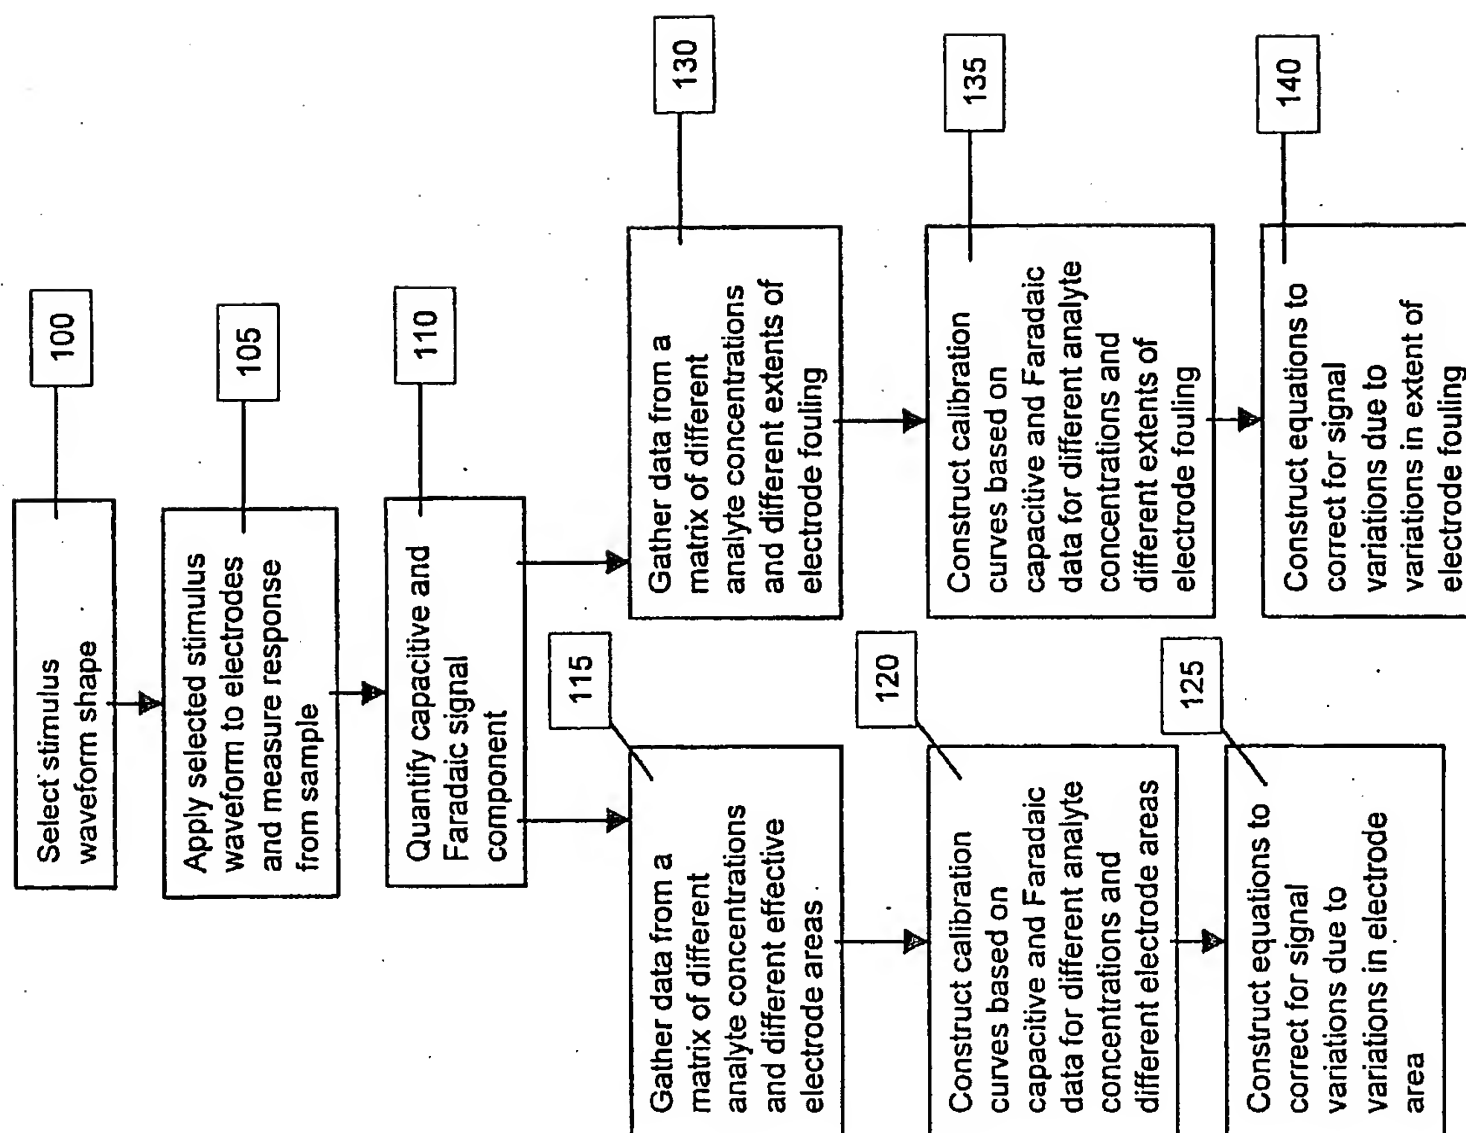 Select stimulus
waveform shape
100
Apply selected stimulus
waveform to electrodes
and measure response
from sample
105
Quantify capacitive and
Faradaic signal
component
110
Gather data from a
matrix of different
analyte concentrations
and different effective
electrode areas
115
Construct calibration
curves based on
capacitive and Faradaic
data for different analyte
concentrations and
different electrode areas
120
Construct equations to
correct for signal
variations due to
variations in electrode
area
125
Gather data from a
matrix of different
analyte concentrations
and different extents of
electrode fouling
130
Construct calibration
curves based on
capacitive and Faradaic
data for different analyte
concentrations and
different extents of
electrode fouling
135
Construct equations to
correct for signal
variations due to
variations in extent of
electrode fouling
140